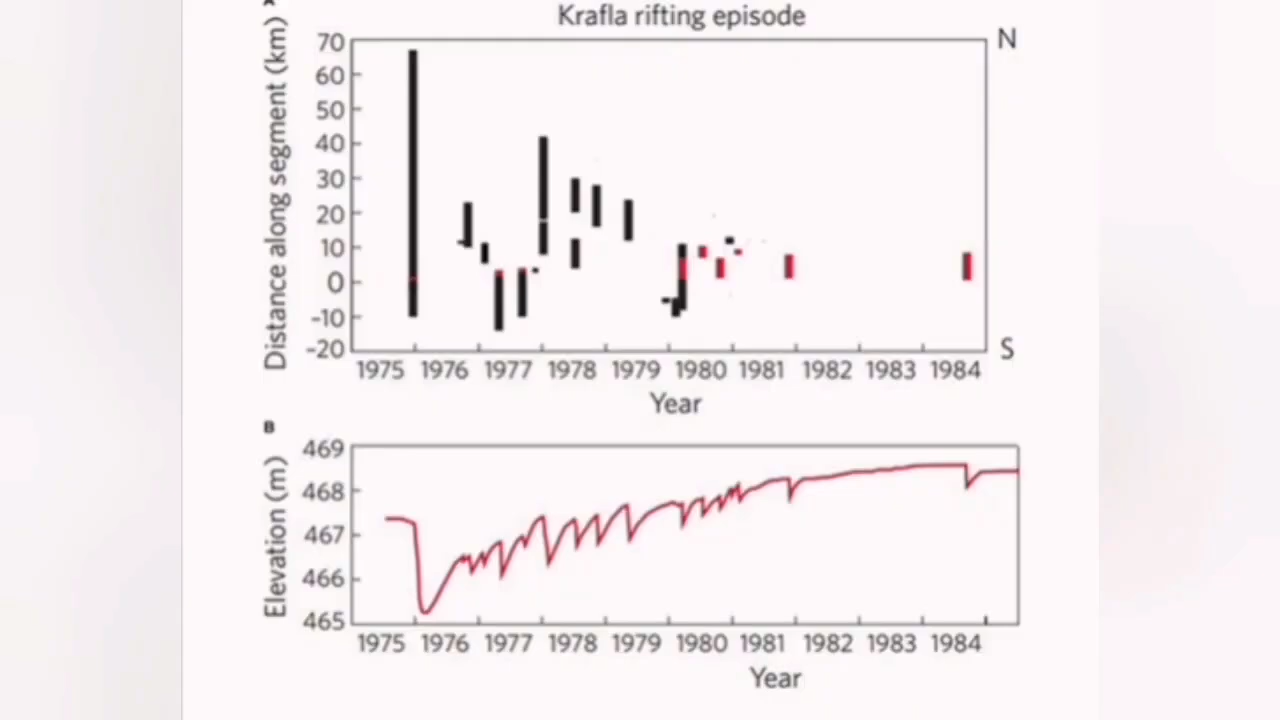 A
Krafla rifting episode
N
Distance along segment (km)
70
60
50
40
30
20
10
0
-10
-20
S
1975 1976 1977 1978 1979 1980 1981 1982 1983 1984
Year
B
Elevation (m)
469
468
467
466
465
1975 1976 1977 1978 1979 1980 1981 1982 1983 1984
Year